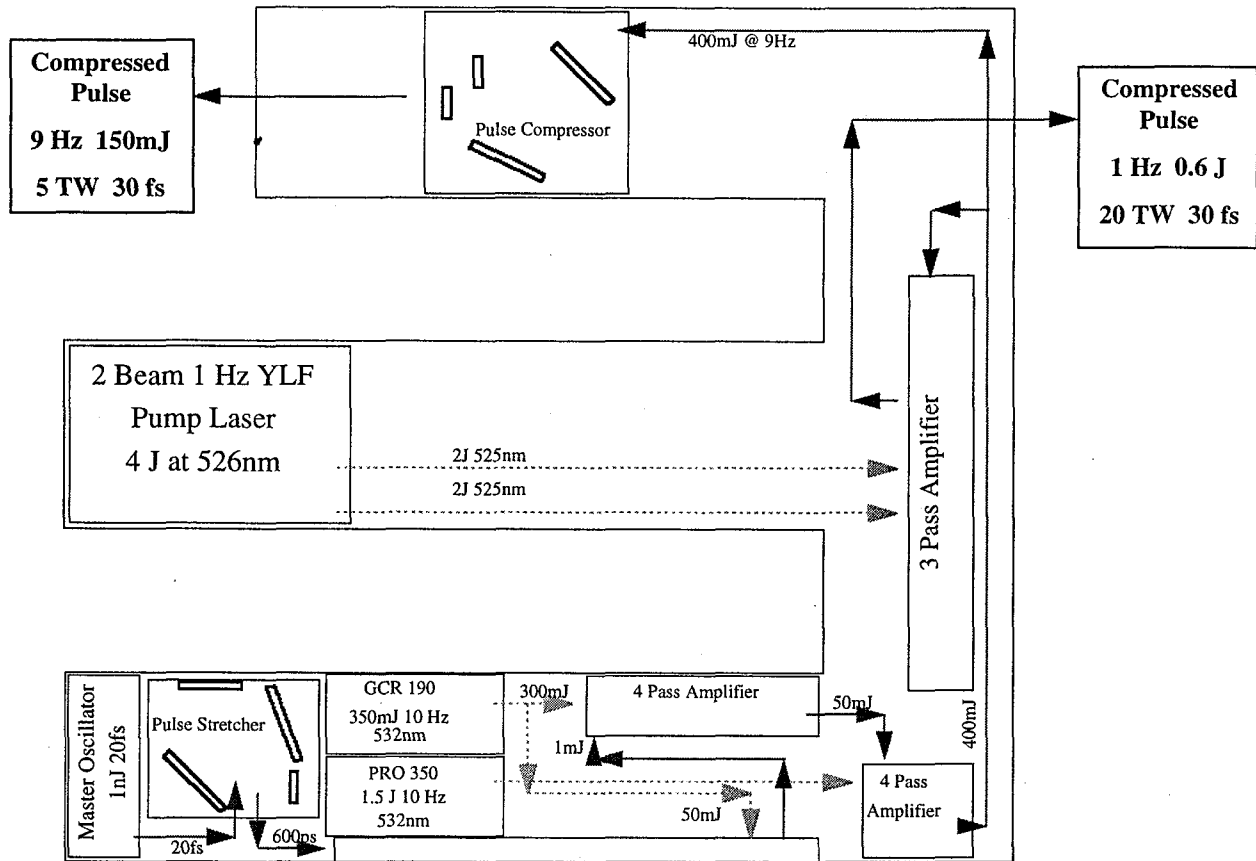 400mJ @ 9Hz
Compressed
Pulse
9 Hz 150mJ
5 TW 30 fs
Pulse Compressor
Compressed
Pulse
1 Hz 0.6 J
20 TW 30 fs
2 Beam 1 Hz YLF
Pump Laser
4 J at 526nm
2J 525nm
2J 525nm
3 Pass Amplifier
Master Oscillator
1nJ 20fs
Pulse Stretcher
20fs
600ps
GCR 190
350mJ 10 Hz
532nm
PRO 350
1.5 J 10 Hz
532nm
300mJ
4 Pass Amplifier
50mJ
1mJ
50mJ
4 Pass
Amplifier
400mJ